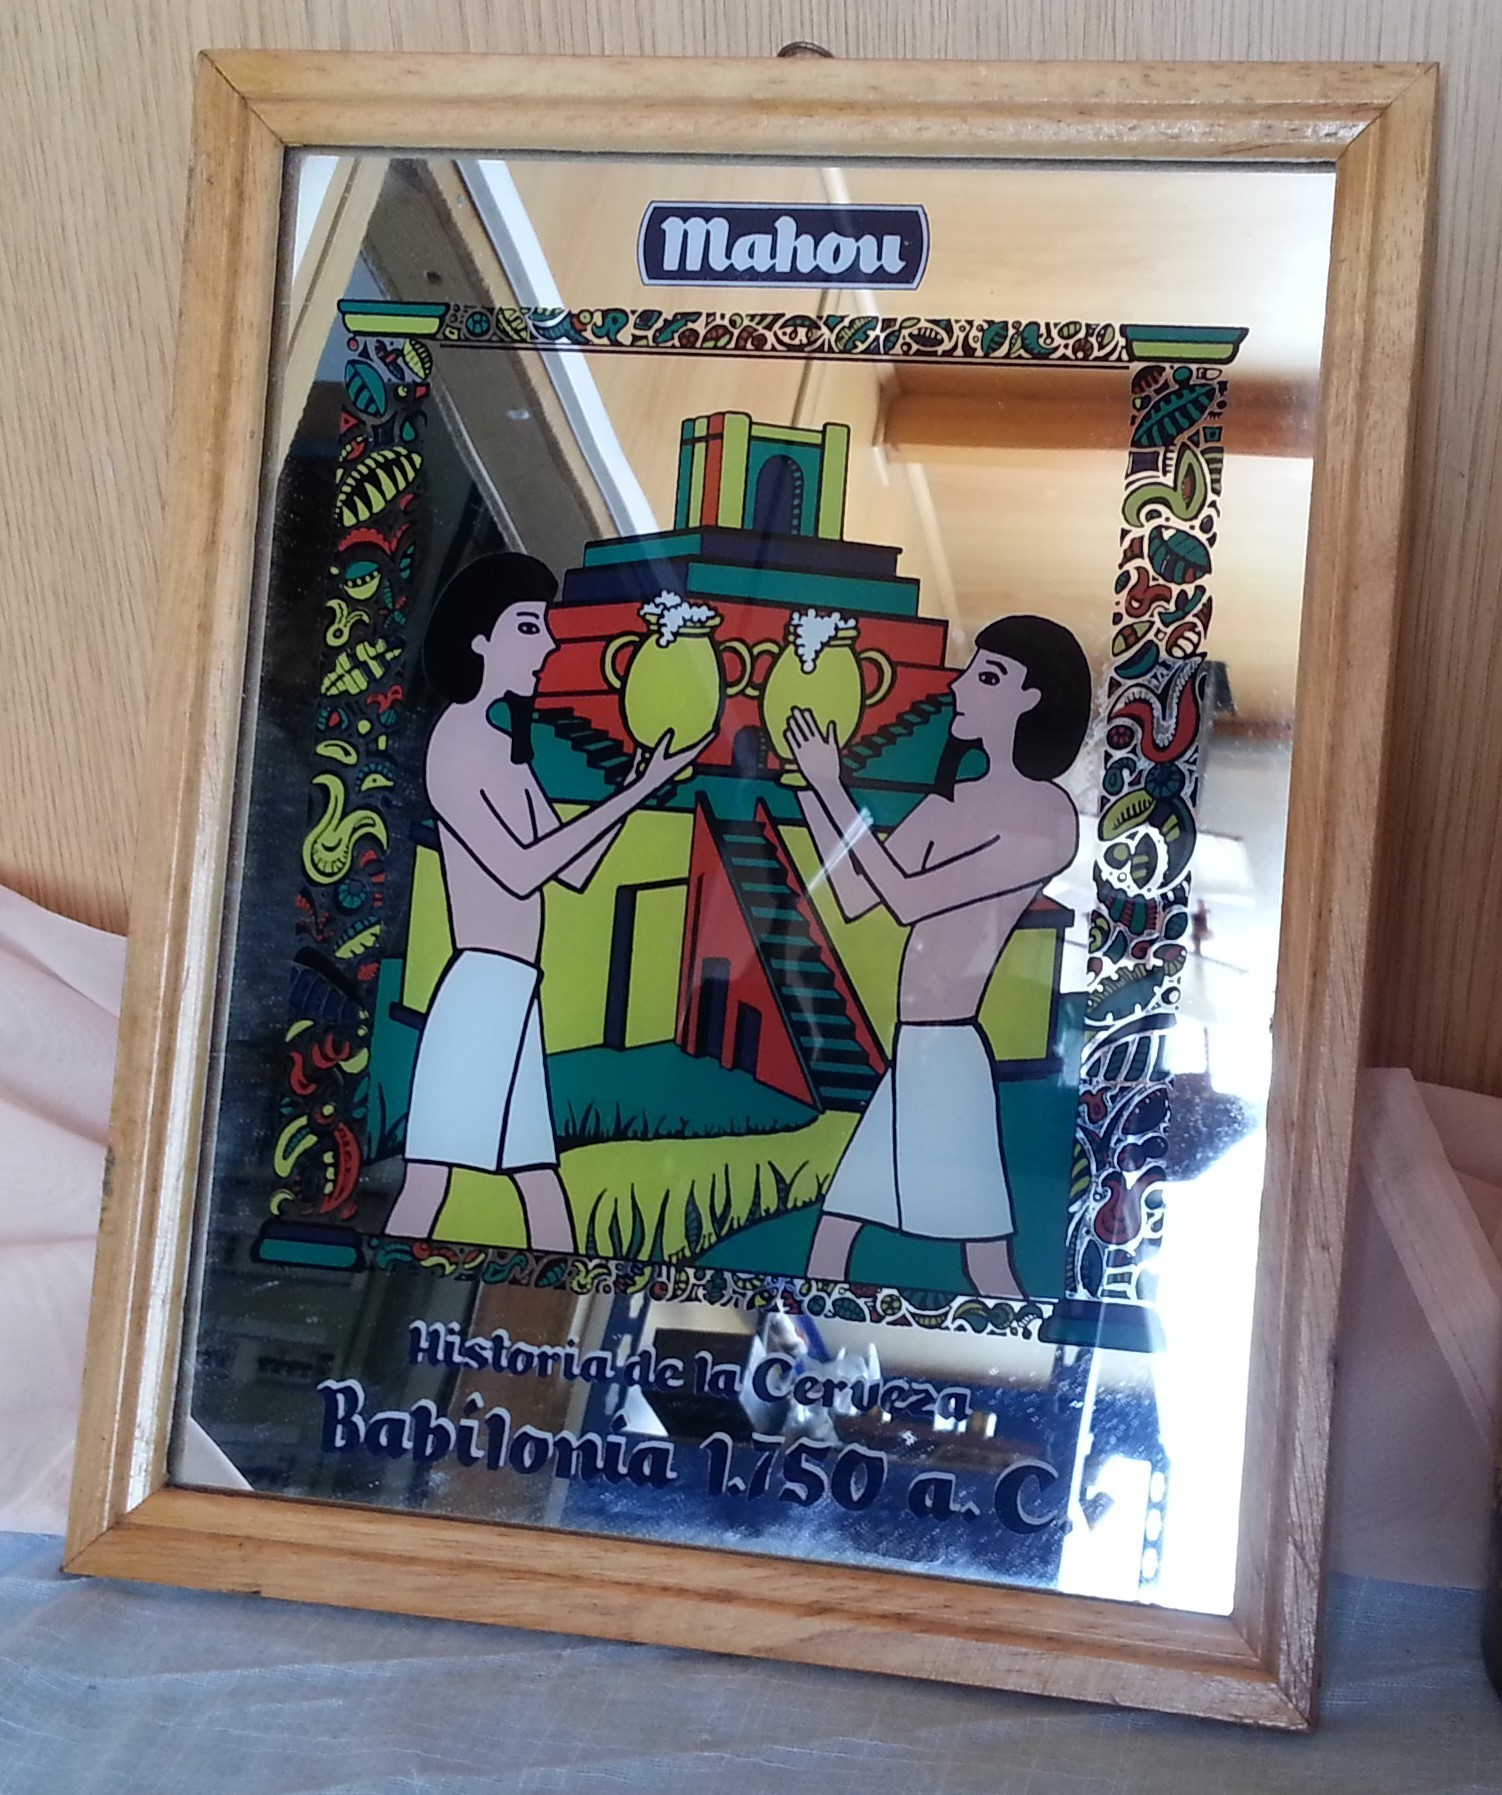 Mahou
Historia de la Cerveza
Babilonia 1.750 a. C.